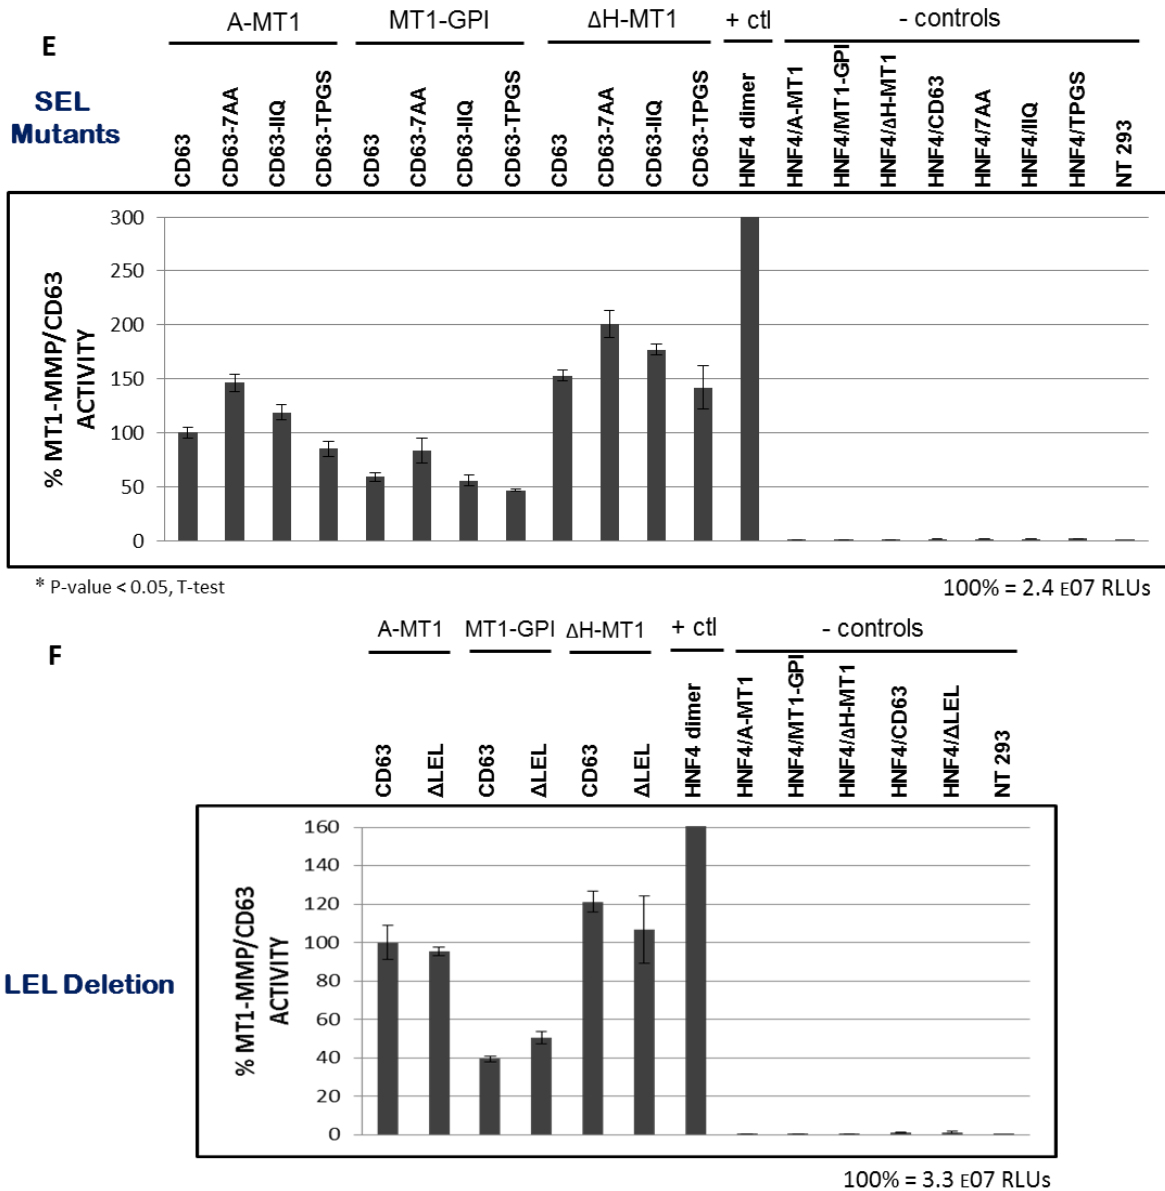 E
SEL
Mutants
A-MT1 MT1-GPI ΔH-MT1 + ctl - controls
CD63
CD63-7AA
CD63-IIQ
CD63-TPGS
CD63
CD63-7AA
CD63-IIQ
CD63-TPGS
CD63
CD63-7AA
CD63-IIQ
CD63-TPGS
HNF4 dimer
HNF4/A-MT1
HNF4/MT1-GPI
HNF4/ΔH-MT1
HNF4/CD63
HNF4/7AA
HNF4/IIQ
HNF4/TPGS
NT 293
% MT1-MMP/CD63
ACTIVITY
300
250
200
150
100
50
0
* P-value < 0.05, T-test
100% = 2.4 E07 RLUs
F
LEL Deletion
A-MT1 MT1-GPI ΔH-MT1 + ctl - controls
CD63
ΔLEL
CD63
ΔLEL
CD63
ΔLEL
HNF4 dimer
HNF4/A-MT1
HNF4/MT1-GPI
HNF4/ΔH-MT1
HNF4/CD63
HNF4/ΔLEL
NT 293
% MT1-MMP/CD63
ACTIVITY
160
140
120
100
80
60
40
20
0
100% = 3.3 E07 RLUs